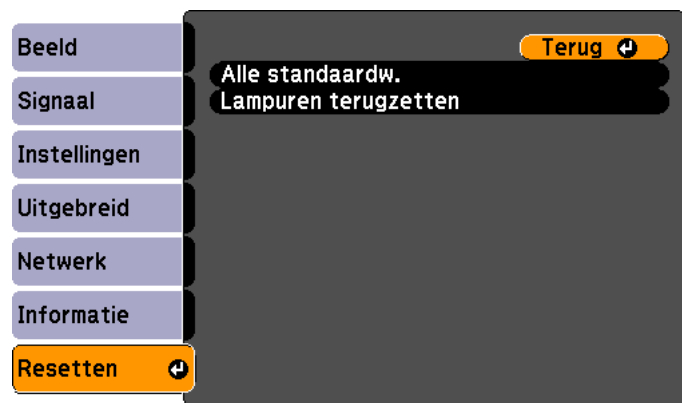 Beeld
Signaal
Instellingen
Uitgebreid
Netwerk
Informatie
Resetten
Terug
Alle standaardw.
Lampuren terugzetten